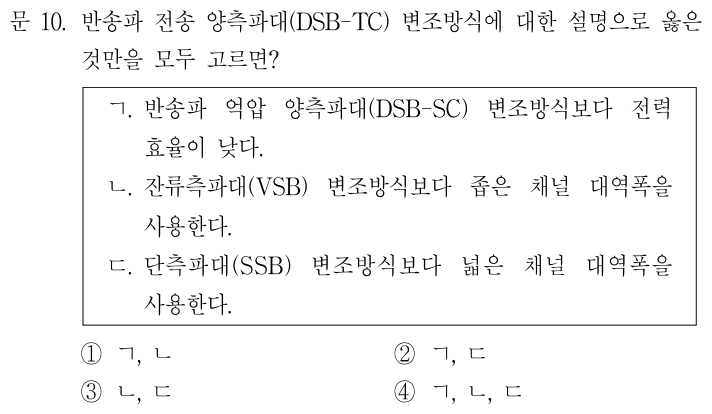 문 10. 반송파 전송 양측파대(DSB-TC) 변조방식에 대한 설명으로 옳은
것만을 모두 고르면?
ㄱ. 반송파 억압 양측파대(DSB-SC) 변조방식보다 전력
효율이 낮다.
ㄴ. 잔류측파대(VSB) 변조방식보다 좁은 채널 대역폭을
사용한다.
ㄷ. 단측파대(SSB) 변조방식보다 넓은 채널 대역폭을
사용한다.
① ㄱ, ㄴ ② ㄱ, ㄷ
③ ㄴ, ㄷ ④ ㄱ, ㄴ, ㄷ